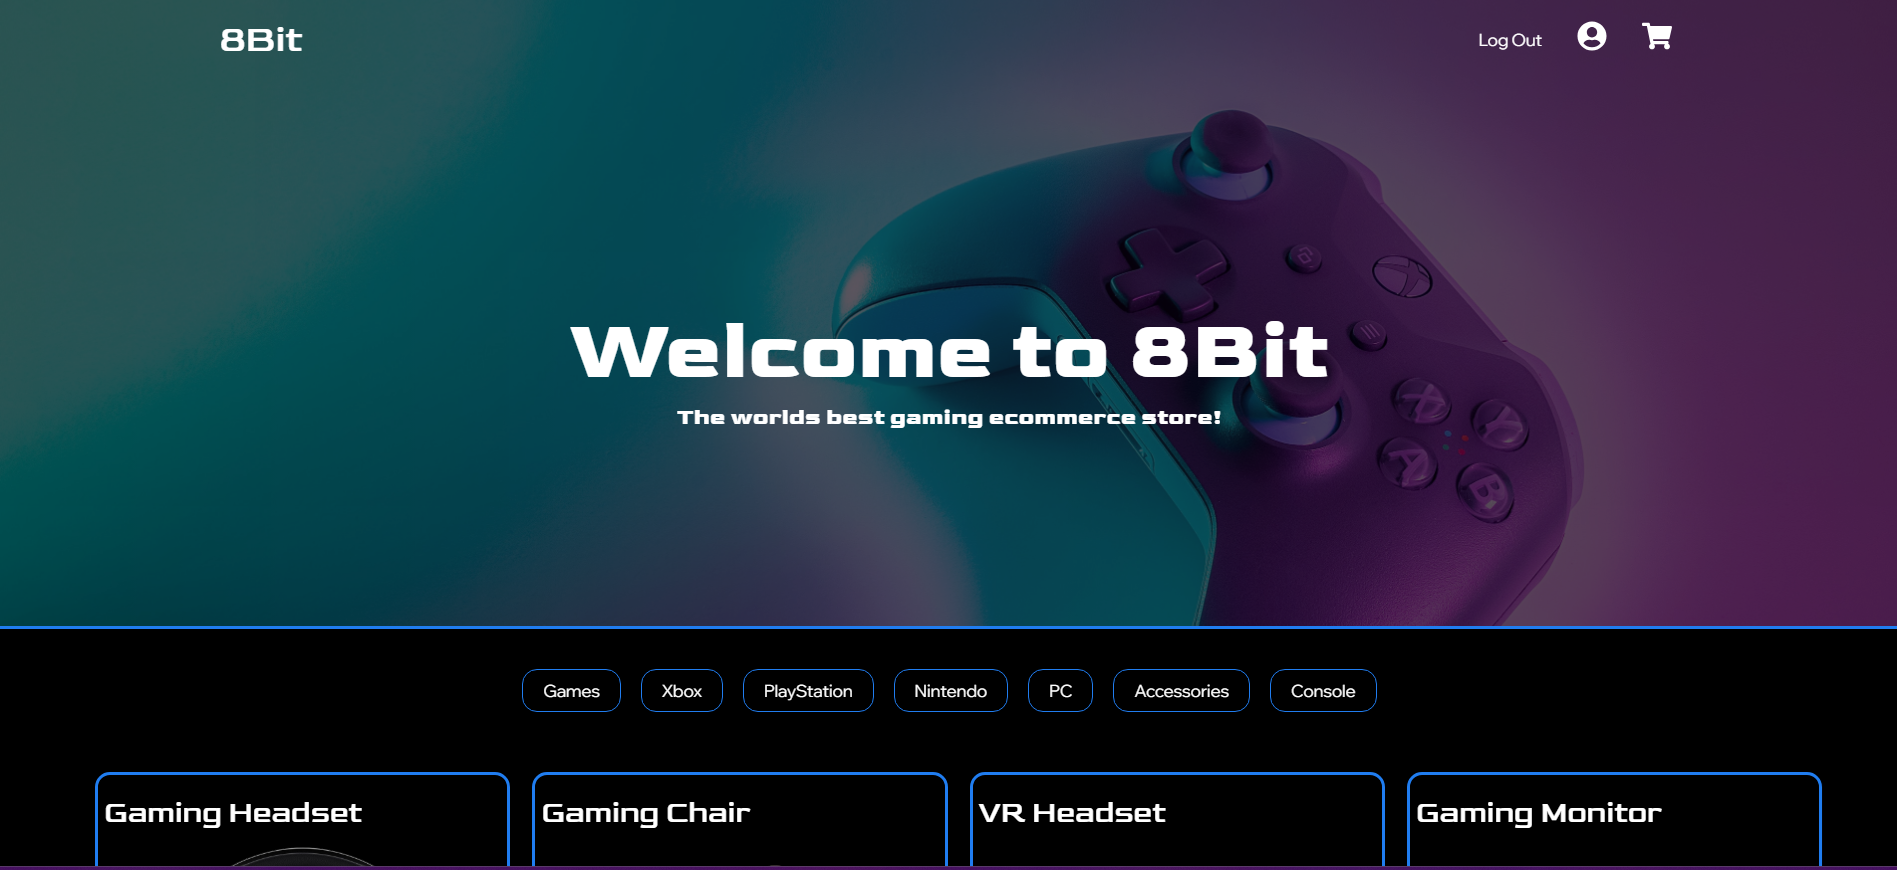 8Bit
Log Out
Welcome to 8Bit
The worlds best gaming ecommerce store!
X
Y
A
B
Games
Xbox
PlayStation
Nintendo
PC
Accessories
Console
Gaming Headset
Gaming Chair
VR Headset
Gaming Monitor